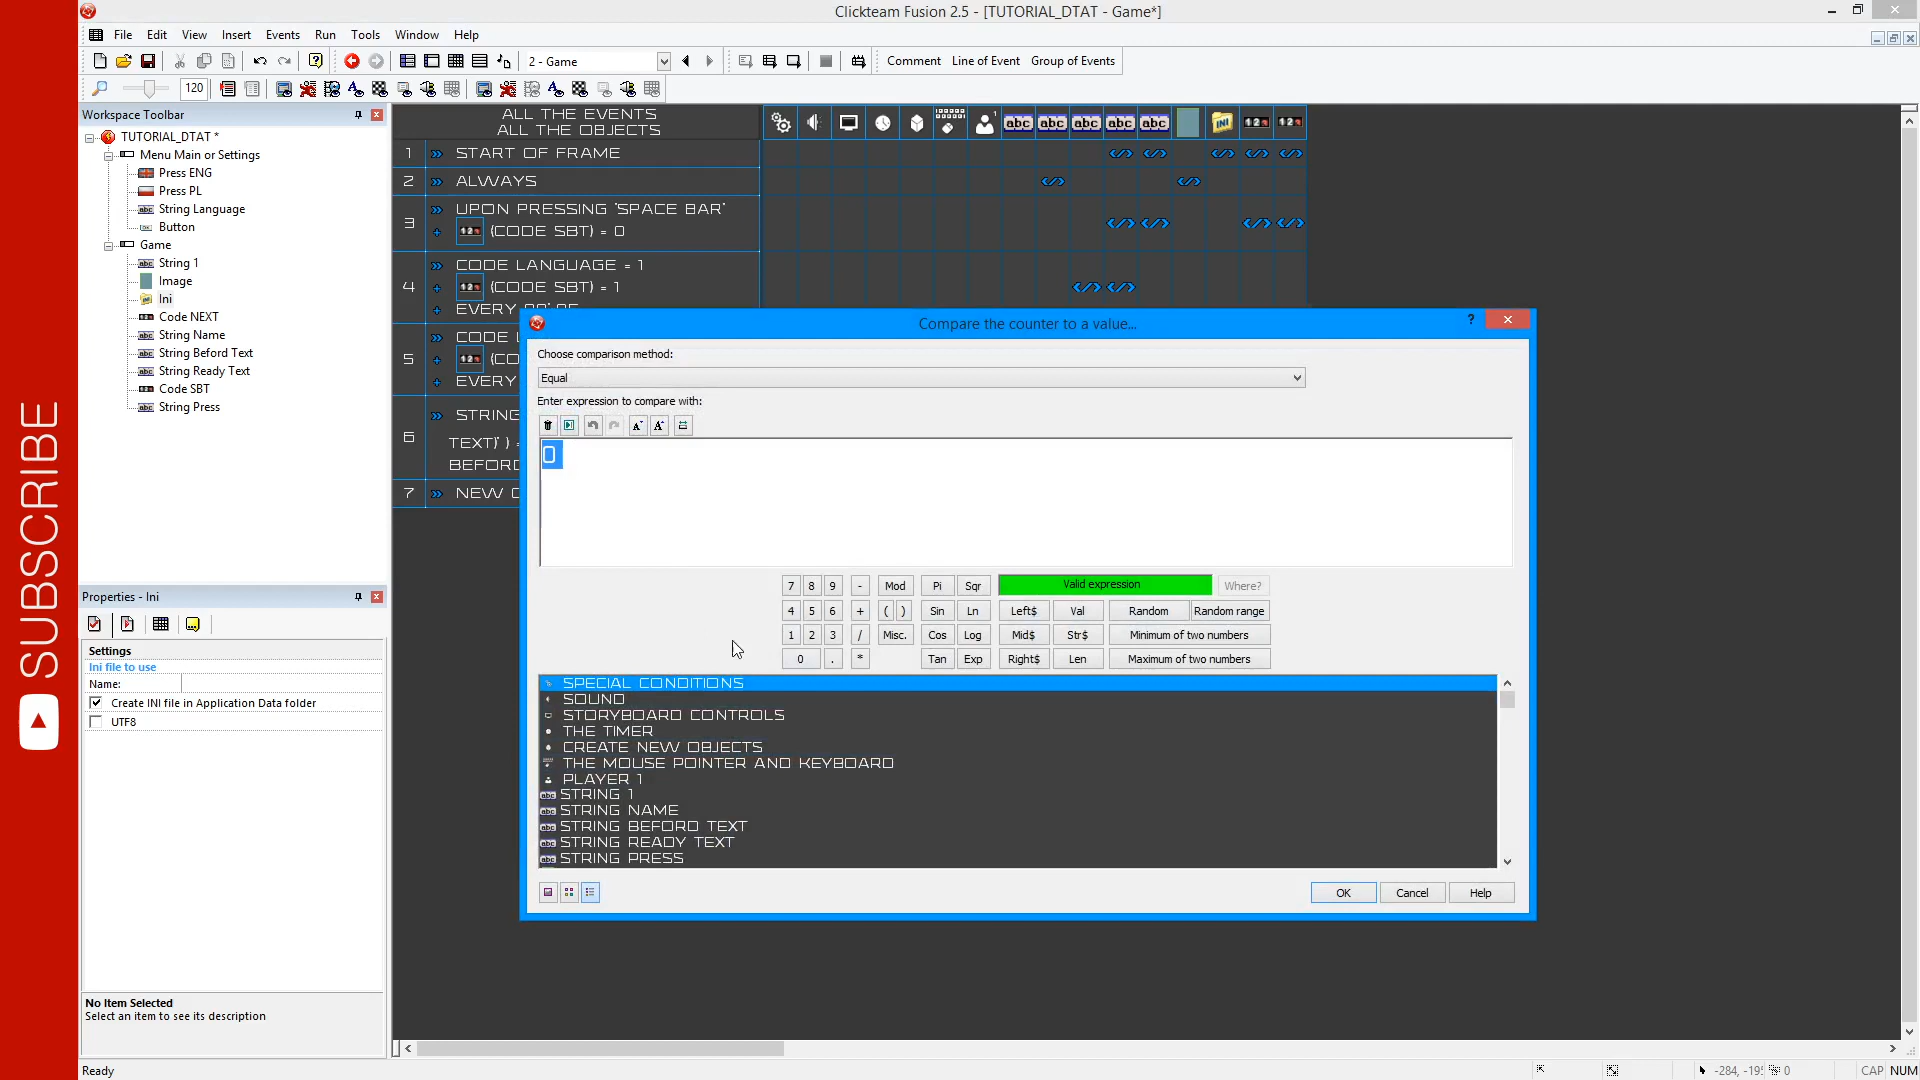 Clickteam Fusion 2.5 - [TUTORIAL_DTAT - Game*]
File Edit View Insert Events Run Tools Window Help
2 - Game
Comment Line of Event Group of Events
120
Workspace Toolbar
TUTORIAL_DTAT *
Menu Main or Settings
Press ENG
Press PL
String Language
Button
Game
String 1
Image
Ini
Code NEXT
String Name
String Beford Text
String Ready Text
Code SBT
String Press
Properties - Ini
Settings
Ini file to use
Name:
Create INI file in Application Data folder
UTF8
No Item Selected
Select an item to see its description
Ready
SUBSCRIBE
ALL THE EVENTS
ALL THE OBJECTS
1 START OF FRAME
2 ALWAYS
3 UPON PRESSING "SPACE BAR"
(CODE SBT) = 0
4 CODE LANGUAGE = 1
(CODE SBT) = 1
EVERY
5 CODE L
(CO
EVERY
6 STRING
TEXT)" ) =
BEFORD
7 NEW C
Compare the counter to a value...
Choose comparison method:
Equal
Enter expression to compare with:
0
7 8 9 - Mod Pi Sqr Valid expression Where?
4 5 6 + ( ) Sin Ln Left$ Val Random Random range
1 2 3 / Misc. Cos Log Mid$ Str$ Minimum of two numbers
0 . * Tan Exp Right$ Len Maximum of two numbers
SPECIAL CONDITIONS
SOUND
STORYBOARD CONTROLS
THE TIMER
CREATE NEW OBJECTS
THE MOUSE POINTER AND KEYBOARD
PLAYER 1
STRING 1
STRING NAME
STRING BEFORD TEXT
STRING READY TEXT
STRING PRESS
OK Cancel Help
0
CAP NUM